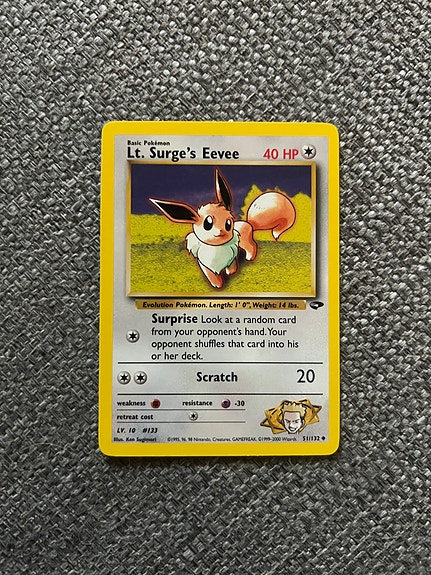 Basic Pokémon
Lt. Surge's Eevee 40 HP
Evolution Pokémon. Length: 1' 0", Weight: 14 lbs.
Surprise Look at a random card
from your opponent's hand. Your
opponent shuffles that card into his
or her deck.
Scratch 20
weakness resistance -30
retreat cost
LV. 10 #133
Illus. Ken Sugimori ©1995, 96, 98 Nintendo, Creatures, GAMEFREAK. ©1999-2000 Wizards. 51/132